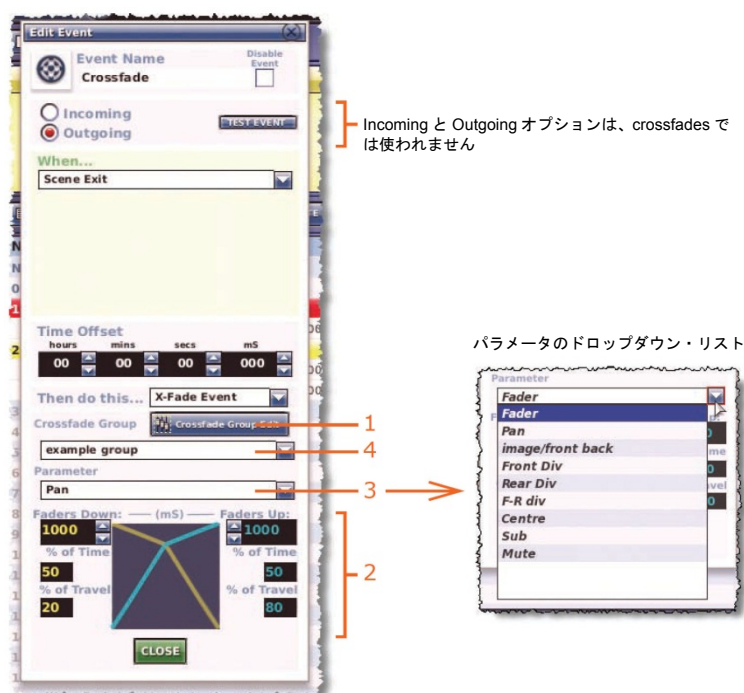 Edit Event
Event Name
Crossfade
Disable
Event
Incoming
Outgoing
TEST EVENT
Incoming と Outgoing オプションは、crossfades で
は使われません
When...
Scene Exit
Time Offset
hours mins secs mS
00 00 00 000
Then do this... X-Fade Event
Crossfade Group Crossfade Group Edit 1
example group 4
Parameter
Pan 3
Faders Down: (mS) Faders Up:
1000 1000
% of Time % of Time
50 50
% of Travel % of Travel
20 80
2
CLOSE
パラメータのドロップダウン・リスト
Parameter
Fader
Fader
Pan
image/front back
Front Div
Rear Div
F-R div
Centre
Sub
Mute